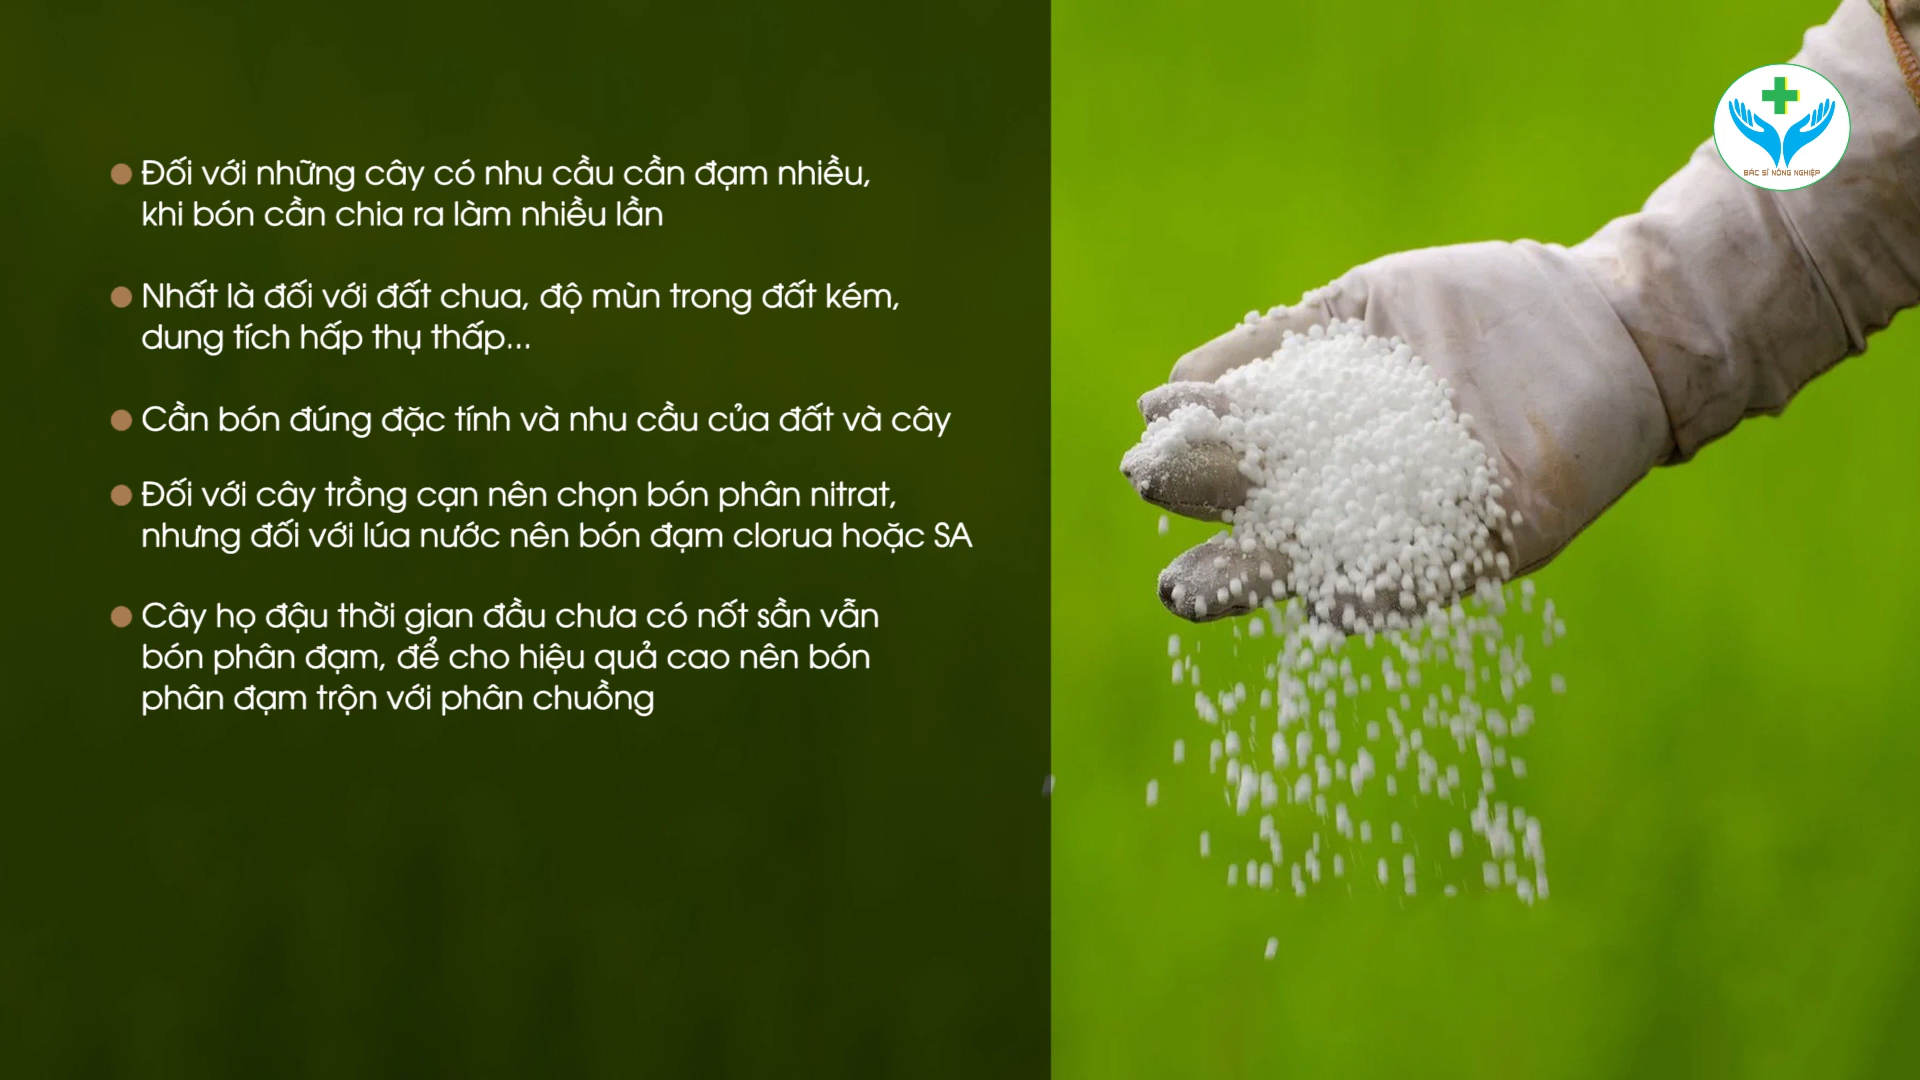 Đối với những cây có nhu cầu cần đạm nhiều,
khi bón cần chia ra làm nhiều lần
Nhất là đối với đất chua, độ mùn trong đất kém,
dung tích hấp thụ thấp...
Cần bón đúng đặc tính và nhu cầu của đất và cây
Đối với cây trồng cạn nên chọn bón phân nitrat,
nhưng đối với lúa nước nên bón đạm clorua hoặc SA
Cây họ đậu thời gian đầu chưa có nốt sần vẫn
bón phân đạm, để cho hiệu quả cao nên bón
phân đạm trộn với phân chuồng
BÁC SĨ NÔNG NGHIỆP